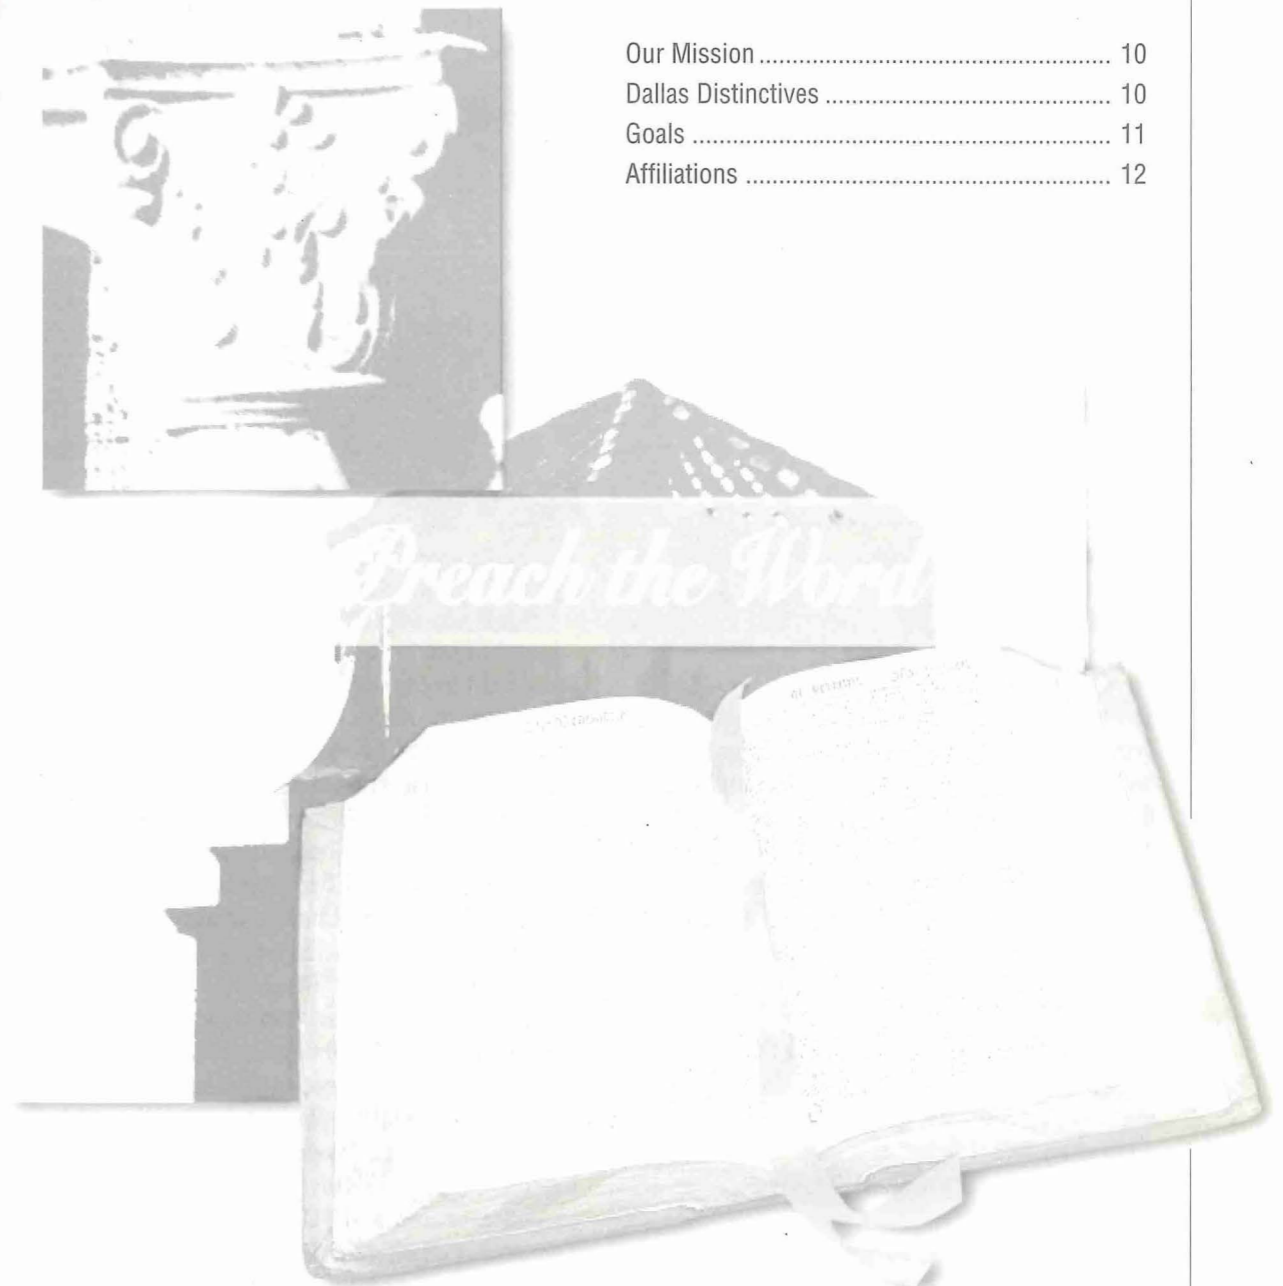 Our Mission ..................................................... 10
Dallas Distinctives ........................................... 10
Goals ............................................................... 11
Affiliations ....................................................... 12
Preach the Word